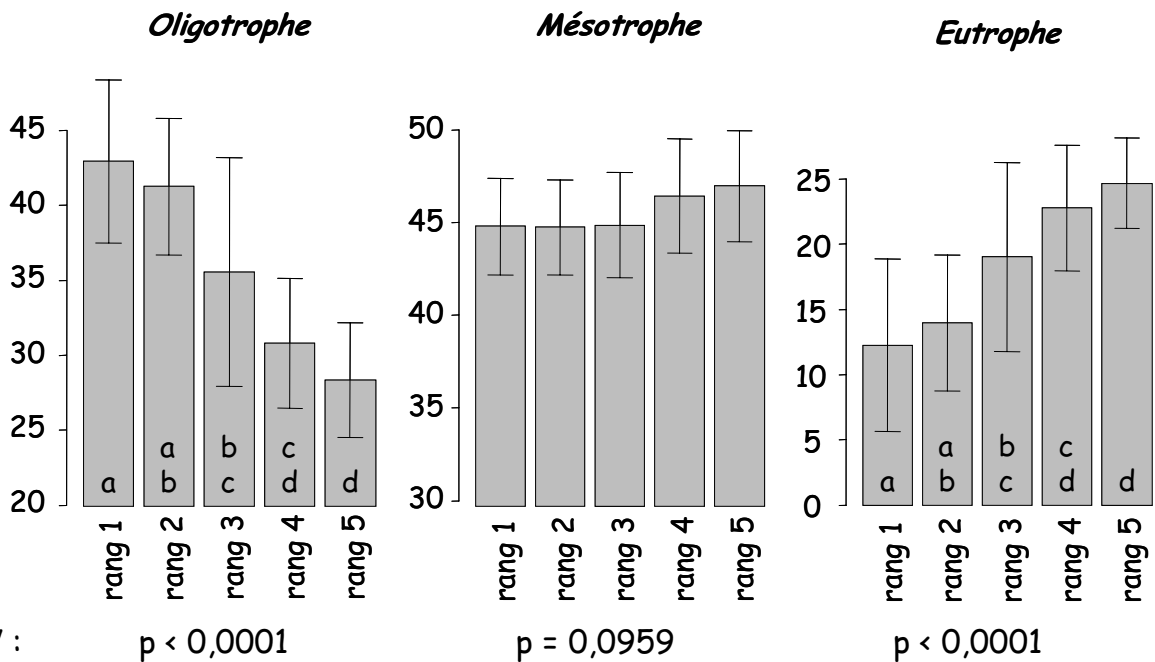 Oligotrophe
Mésotrophe
Eutrophe
45
40
35
30
25
20
a
a
b
b
c
c
d
d
rang 1
rang 2
rang 3
rang 4
rang 5
50
45
40
35
30
rang 1
rang 2
rang 3
rang 4
rang 5
25
20
15
10
5
0
a
a
b
b
c
c
d
d
rang 1
rang 2
rang 3
rang 4
rang 5
:
p < 0,0001
p = 0,0959
p < 0,0001